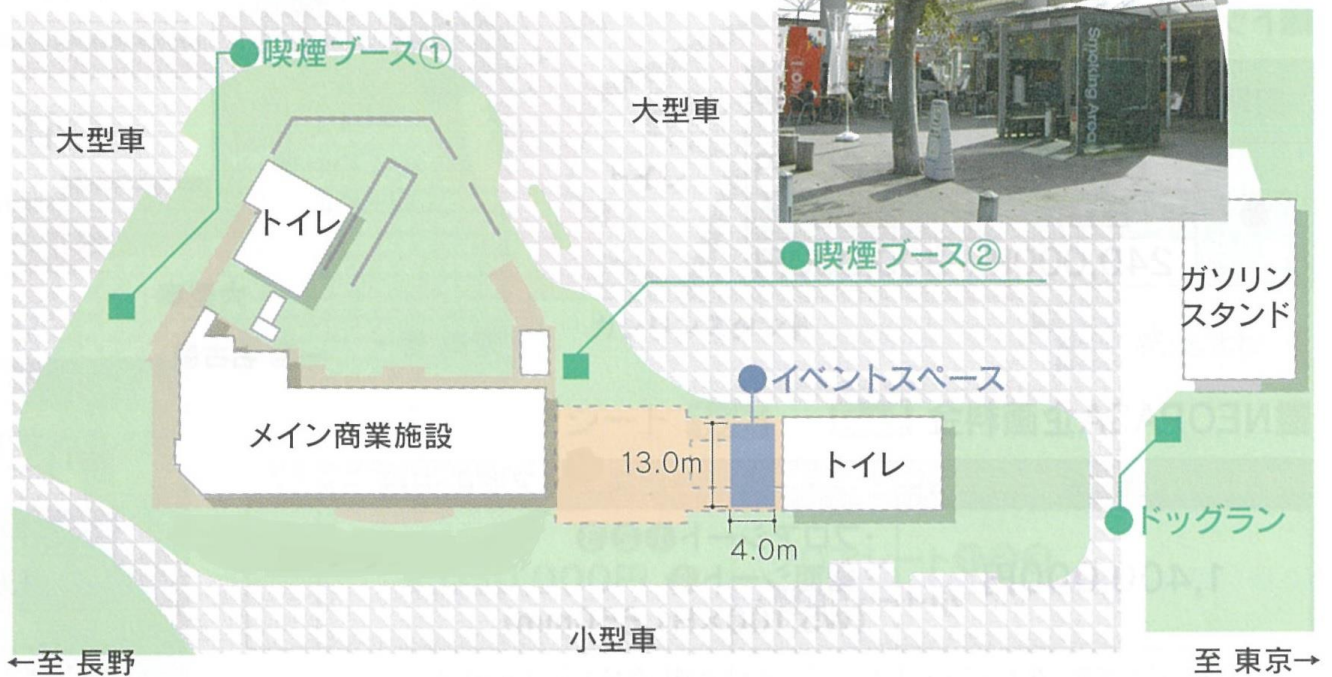 喫煙ブース①
大型車
大型車
Smoking Area
トイレ
喫煙ブース②
ガソリン
スタンド
イベントスペース
メイン商業施設
13.0m
トイレ
4.0m
ドッグラン
小型車
←至 長野
至 東京→